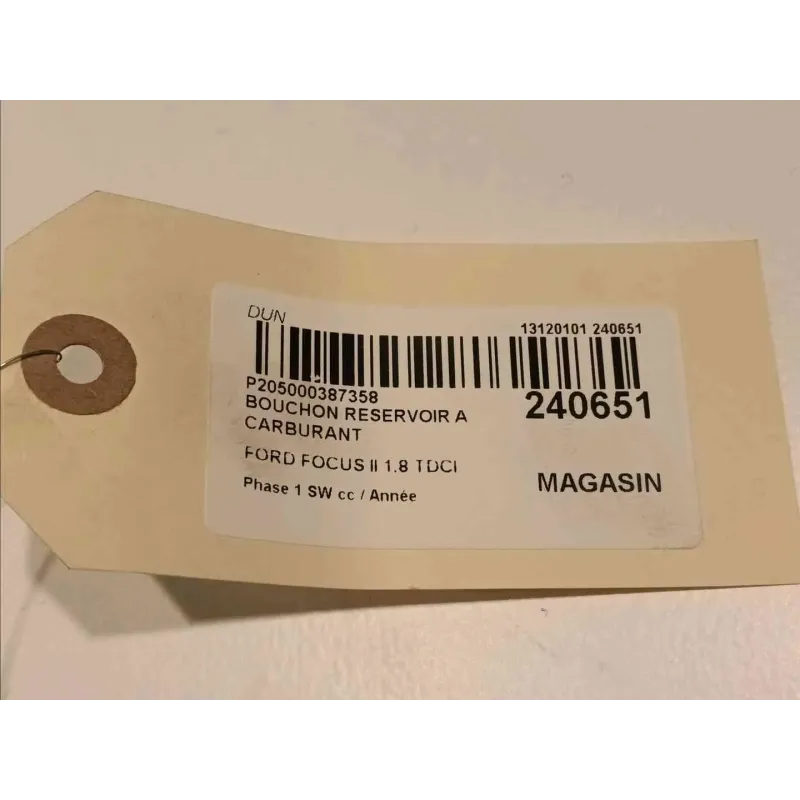 DUN
13120101 240651
P205000387358
240651
BOUCHON RESERVOIR A
CARBURANT
FORD FOCUS II 1.8 TDCI
MAGASIN
Phase 1 SW cc / Année